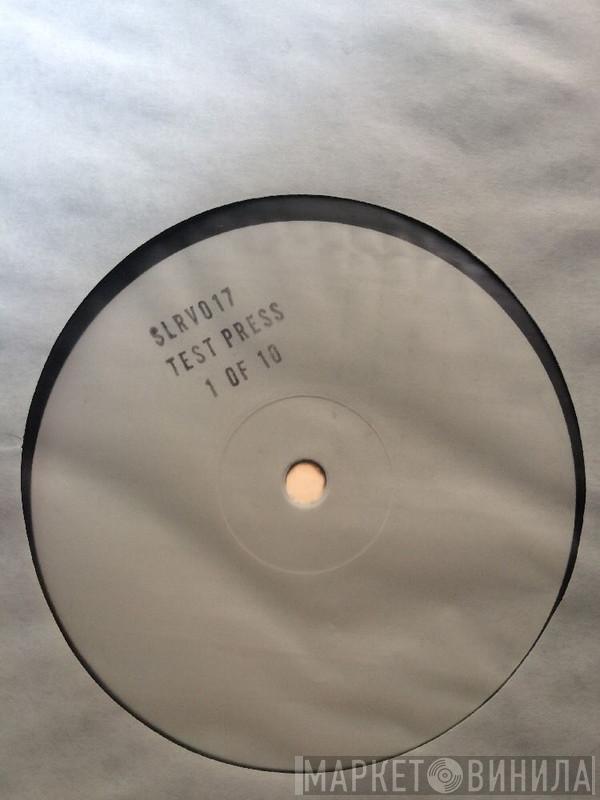 SLRV017
TEST PRESS
1 OF 10
МАРКЕТ ВИНИЛА